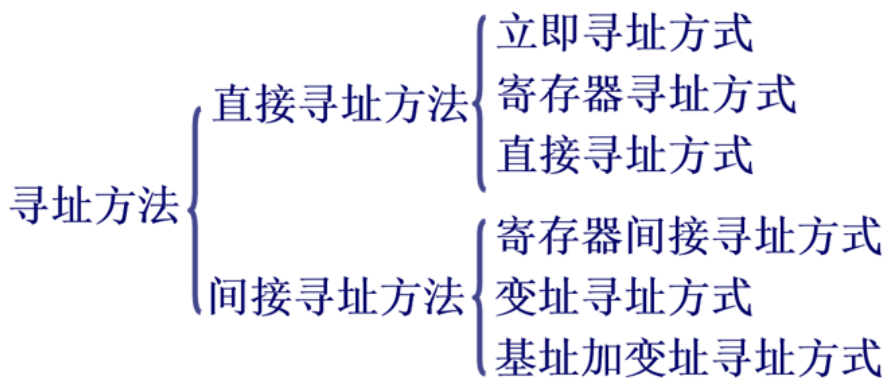 寻址方法
直接寻址方法
立即寻址方式
寄存器寻址方式
直接寻址方式
间接寻址方法
寄存器间接寻址方式
变址寻址方式
基址加变址寻址方式